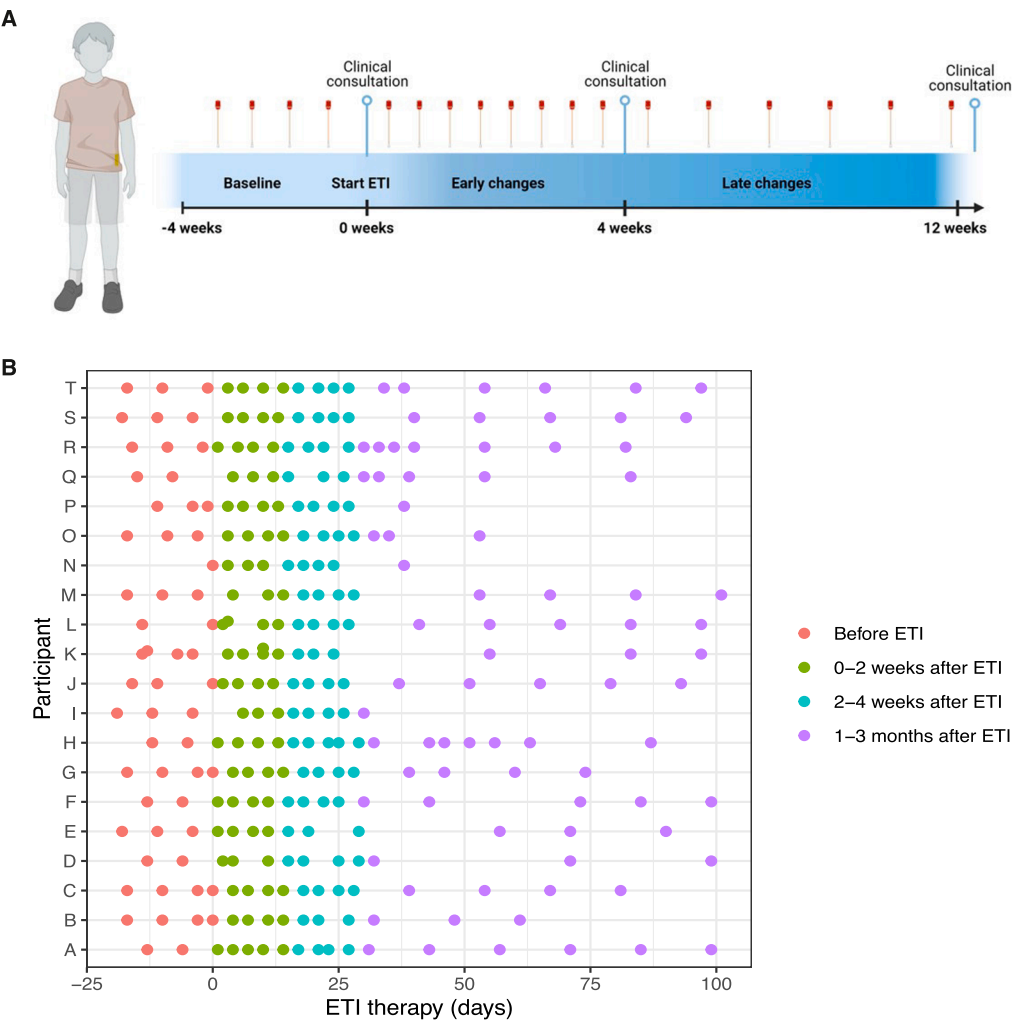 A
Clinical
consultation
Clinical
consultation
Clinical
consultation
Baseline
Start ETI
Early changes
Late changes
-4 weeks
0 weeks
4 weeks
12 weeks
B
Participant
T
S
R
Q
P
O
N
M
L
K
J
I
H
G
F
E
D
C
B
A
−25
0
25
50
75
100
ETI therapy (days)
Before ETI
0−2 weeks after ETI
2−4 weeks after ETI
1−3 months after ETI